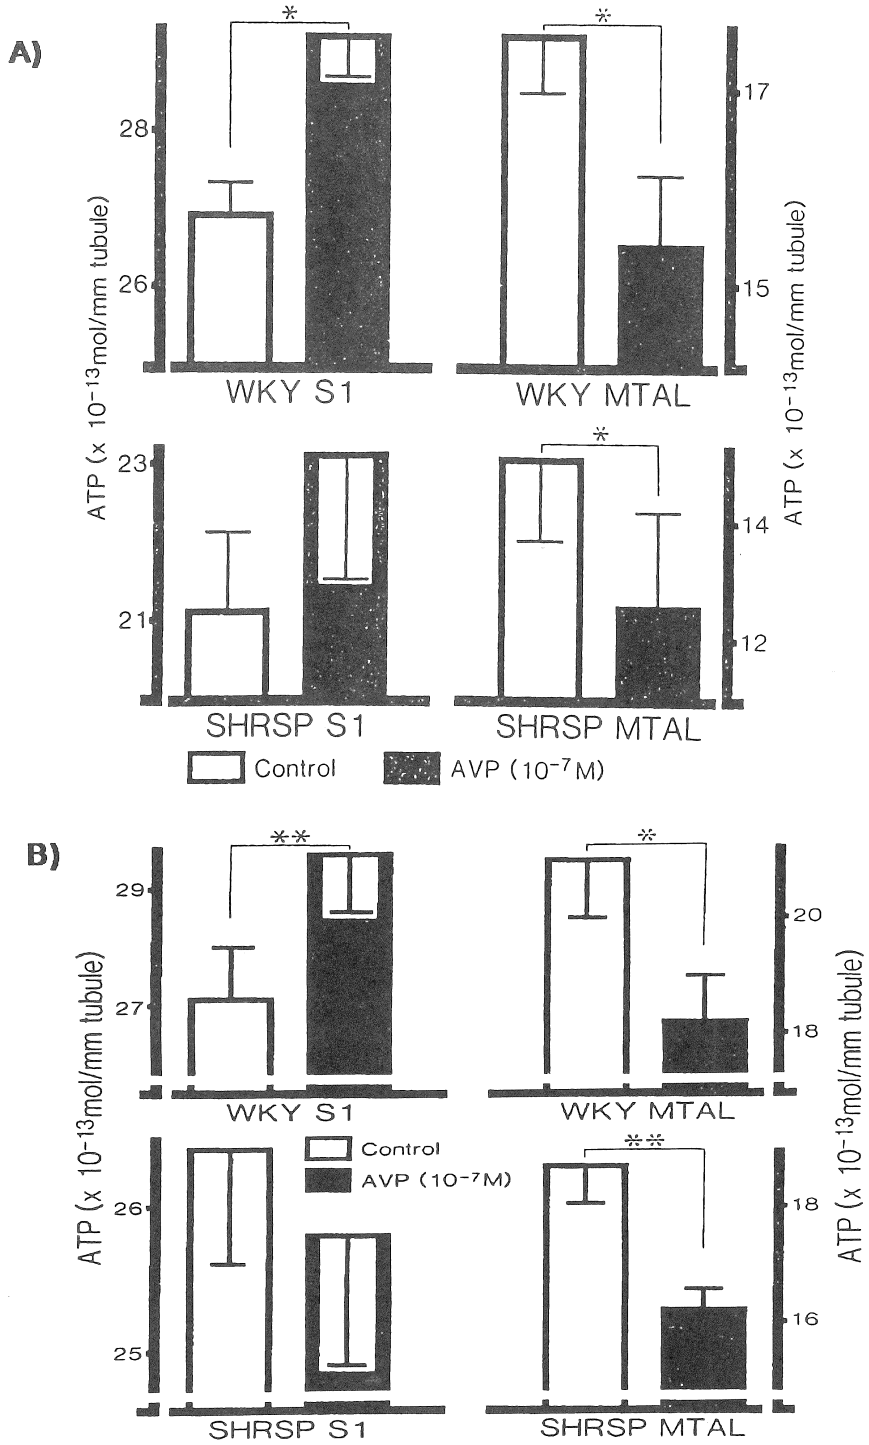 A)
*
*
28
26
17
15
ATP (x 10⁻¹³mol/mm tubule)
ATP (x 10⁻¹³mol/mm tubule)
WKY S1
WKY MTAL
*
23
21
14
12
SHRSP S1
SHRSP MTAL
Control
AVP (10⁻⁷M)
B)
**
*
29
27
20
18
ATP (x 10⁻¹³mol/mm tubule)
ATP (x 10⁻¹³mol/mm tubule)
WKY S1
WKY MTAL
Control
AVP (10⁻⁷M)
**
26
25
18
16
SHRSP S1
SHRSP MTAL